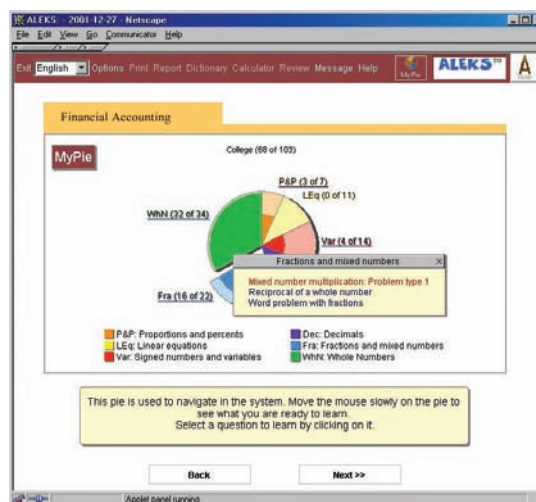 ALEKS: - 2001-12-27 - Netscape
File Edit View Go Communicator Help
Exit English Options Print Report Dictionary Calculator Review Message Help MyPie ALEKS™
Financial Accounting
MyPie
College (68 of 103)
P&P (3 of 7)
LEq (0 of 11)
WhN (32 of 34)
Var (4 of 14)
Fractions and mixed numbers X
Mixed number multiplication: Problem type 1
Reciprocal of a whole number
Word problem with fractions
Fra (16 of 22)
P&P: Proportions and percents
LEq: Linear equations
Var: Signed numbers and variables
Dec: Decimals
Fra: Fractions and mixed numbers
WhN: Whole Numbers
This pie is used to navigate in the system. Move the mouse slowly on the pie to
see what you are ready to learn.
Select a question to learn by clicking on it.
Back Next >>
Applet panel running